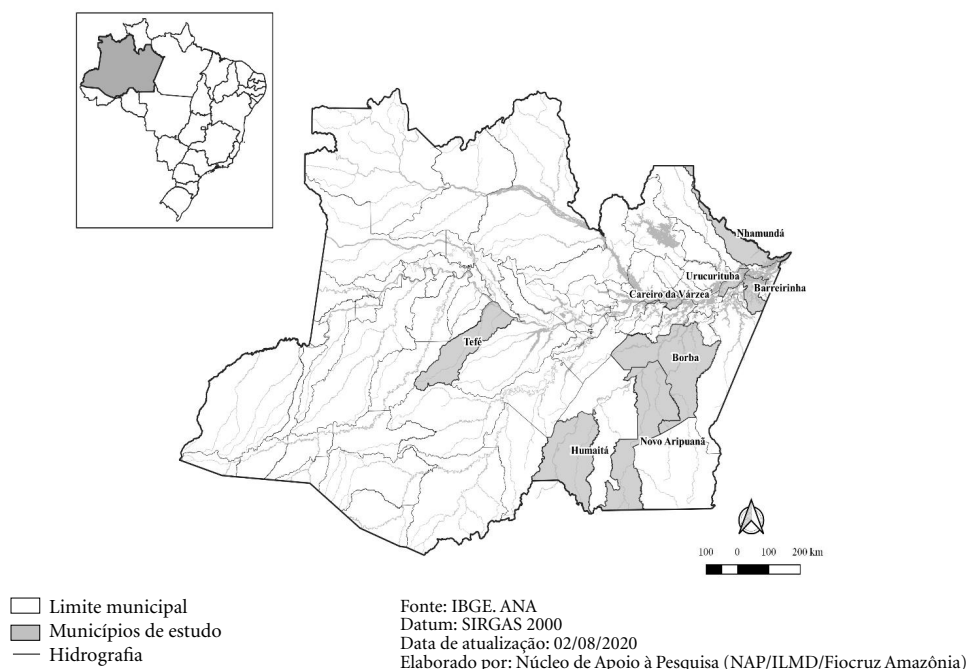 Nhamundá
Urucurituba
Barreirinha
Careiro da Várzea
Tefé
Borba
Novo Aripuanã
Humaitá
100 0 100 200 km
Limite municipal
Municípios de estudo
Hidrografia
Fonte: IBGE. ANA
Datum: SIRGAS 2000
Data de atualização: 02/08/2020
Elaborado por: Núcleo de Apoio à Pesquisa (NAP/ILMD/Fiocruz Amazônia)